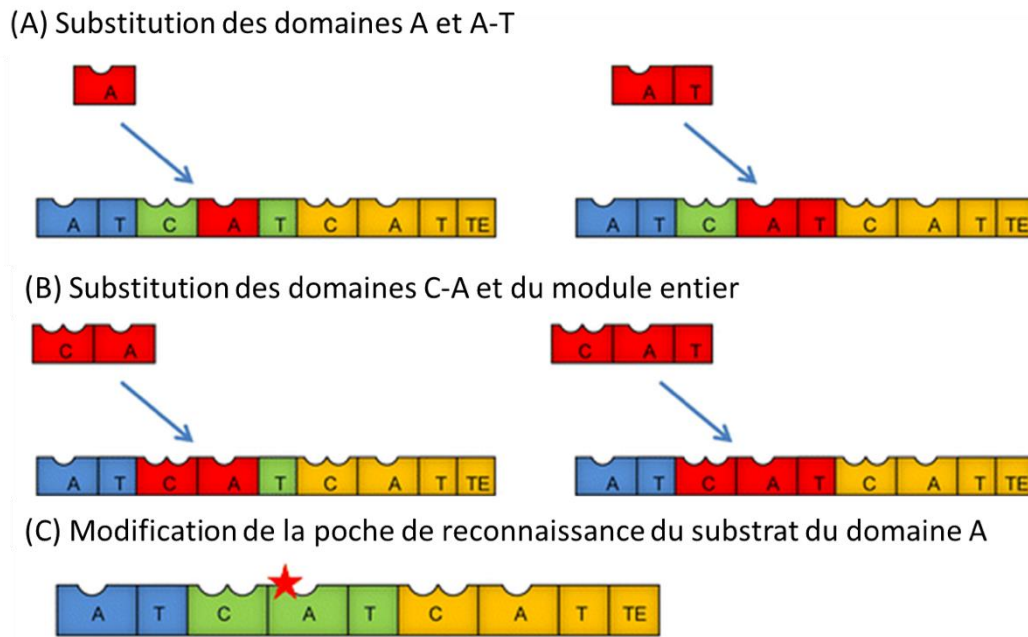 (A) Substitution des domaines A et A-T
A
A T
A T C A T C A T TE
A T C A T C A T TE
(B) Substitution des domaines C-A et du module entier
C A
C A T
A T C A T C A T TE
A T C A T C A T TE
(C) Modification de la poche de reconnaissance du substrat du domaine A
A T C A T C A T TE